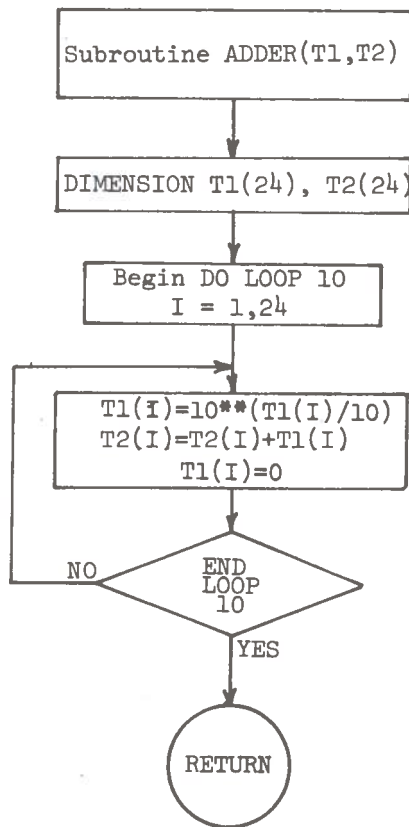 Subroutine ADDER(T1,T2)
DIMENSION T1(24), T2(24)
Begin DO LOOP 10
I = 1,24
T1(I)=10**(T1(I)/10)
T2(I)=T2(I)+T1(I)
T1(I)=0
NO
END
LOOP
10
YES
RETURN